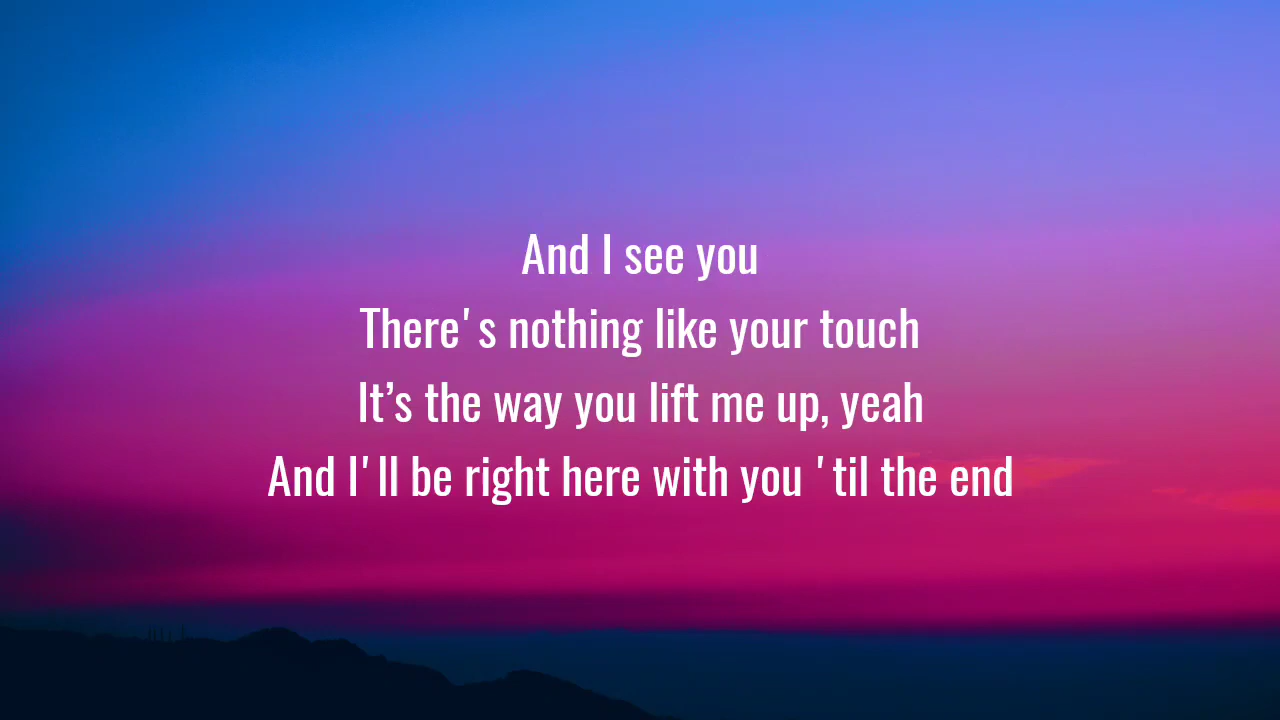 And I see you
There's nothing like your touch
It’s the way you lift me up, yeah
And I'll be right here with you 'til the end